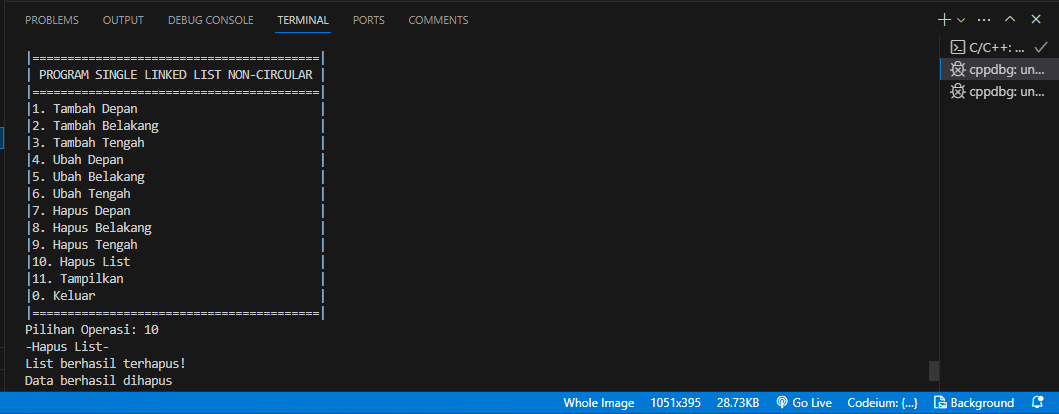 PROBLEMS OUTPUT DEBUG CONSOLE TERMINAL PORTS COMMENTS
|=========================================|
| PROGRAM SINGLE LINKED LIST NON-CIRCULAR |
|=========================================|
|1. Tambah Depan |
|2. Tambah Belakang |
|3. Tambah Tengah |
|4. Ubah Depan |
|5. Ubah Belakang |
|6. Ubah Tengah |
|7. Hapus Depan |
|8. Hapus Belakang |
|9. Hapus Tengah |
|10. Hapus List |
|11. Tampilkan |
|0. Keluar |
|=========================================|
Pilihan Operasi: 10
-Hapus List-
List berhasil terhapus!
Data berhasil dihapus
C/C++: ...
cppdbg: un...
cppdbg: un...
Whole Image 1051x395 28.73KB Go Live Codeium: {...} Background